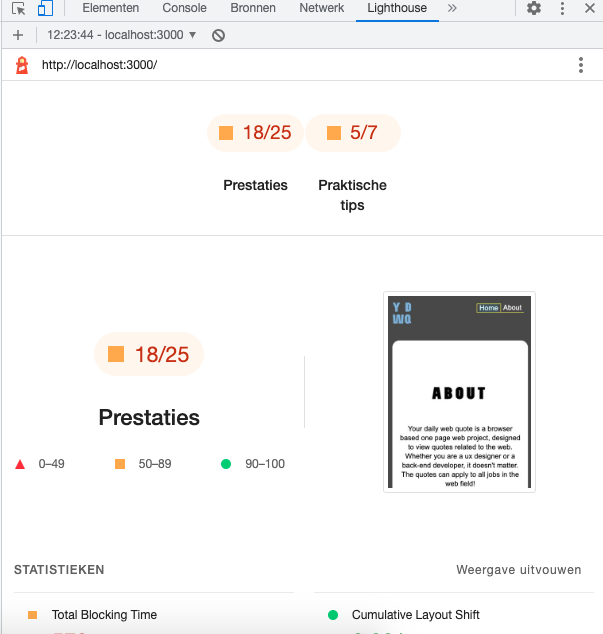 Elementen Console Bronnen Netwerk Lighthouse
12:23:44 - localhost:3000
http://localhost:3000/
18/25 5/7
Prestaties Praktische
tips
18/25
Prestaties
0–49 50–89 90–100
Y D
WQ
Home About
ABOUT
Your daily web quote is a browser
based one page web project, designed
to view quotes related to the web.
Whether you are a ux designer or a
back-end developer, it doesn't matter.
The quotes can apply to all jobs in the
web field!
STATISTIEKEN Weergave uitvouwen
Total Blocking Time Cumulative Layout Shift